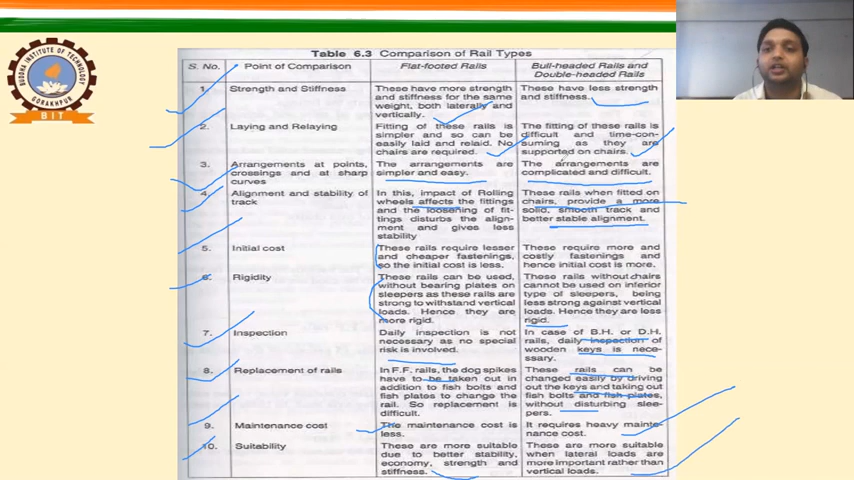 BUDDHA INSTITUTE OF TECHNOLOGY
GORAKHPUR
BIT
Table 6.3 Comparison of Rail Types
S. No.
Point of Comparison
Flat-footed Rails
Bull-headed Rails and
Double-headed Rails
1.
Strength and Stiffness
These have more strength
and stiffness for the same
weight, both laterally and
vertically.
These have less strength
and stiffness.
2.
Laying and Relaying
Fitting of these rails is
simpler and so can be
easily laid and relaid. No
chairs are required.
The fitting of these rails is
difficult and time-con-
suming as they are
supported on chairs.
3.
Arrangements at points,
crossings and at sharp
curves
The arrangements are
simpler and easy.
The arrangements are
complicated and difficult.
4.
Alignment and stability of
track
In this, impact of Rolling
wheels affects the fittings
and the loosening of fit-
tings disturbs the align-
ment and gives less
stability
These rails when fitted on
chairs, provide a more
solid, smooth track and
better stable alignment.
5.
Initial cost
These rails require lesser
and cheaper fastenings,
so the initial cost is less.
These require more and
costly fastenings and
hence initial cost is more.
6.
Rigidity
These rails can be used,
without bearing plates on
sleepers as these rails are
strong to withstand vertical
loads. Hence they are
more rigid.
These rails without chairs
cannot be used on inferior
type of sleepers, being
less strong against vertical
loads. Hence they are less
rigid.
7.
Inspection
Daily inspection is not
necessary as no special
risk is involved.
In case of B.H. or D.H.
rails, daily inspection of
wooden keys is nece-
ssary.
8.
Replacement of rails
In F.F. rails, the dog spikes
have to be taken out in
addition to fish bolts and
fish plates to change the
rail. So replacement is
difficult.
These rails can be
changed easily by driving
out the keys and taking out
fish bolts and fish plates,
without disturbing slee-
pers.
9.
Maintenance cost
The maintenance cost is
less.
It requires heavy mainte-
nance cost.
10.
Suitability
These are more suitable
due to better stability,
economy, strength and
stiffness.
These are more suitable
when lateral loads are
more important rather than
vertical loads.